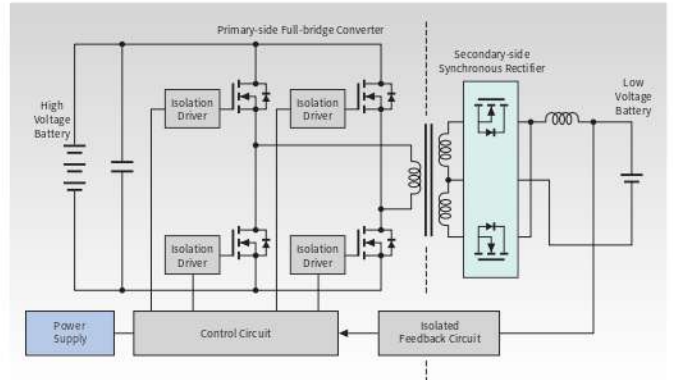 Primary-side Full-bridge Converter
Secondary-side
Synchronous Rectifier
High
Voltage
Battery
Low
Voltage
Battery
Isolation
Driver
Isolation
Driver
Isolation
Driver
Isolation
Driver
Power
Supply
Control Circuit
Isolated
Feedback Circuit